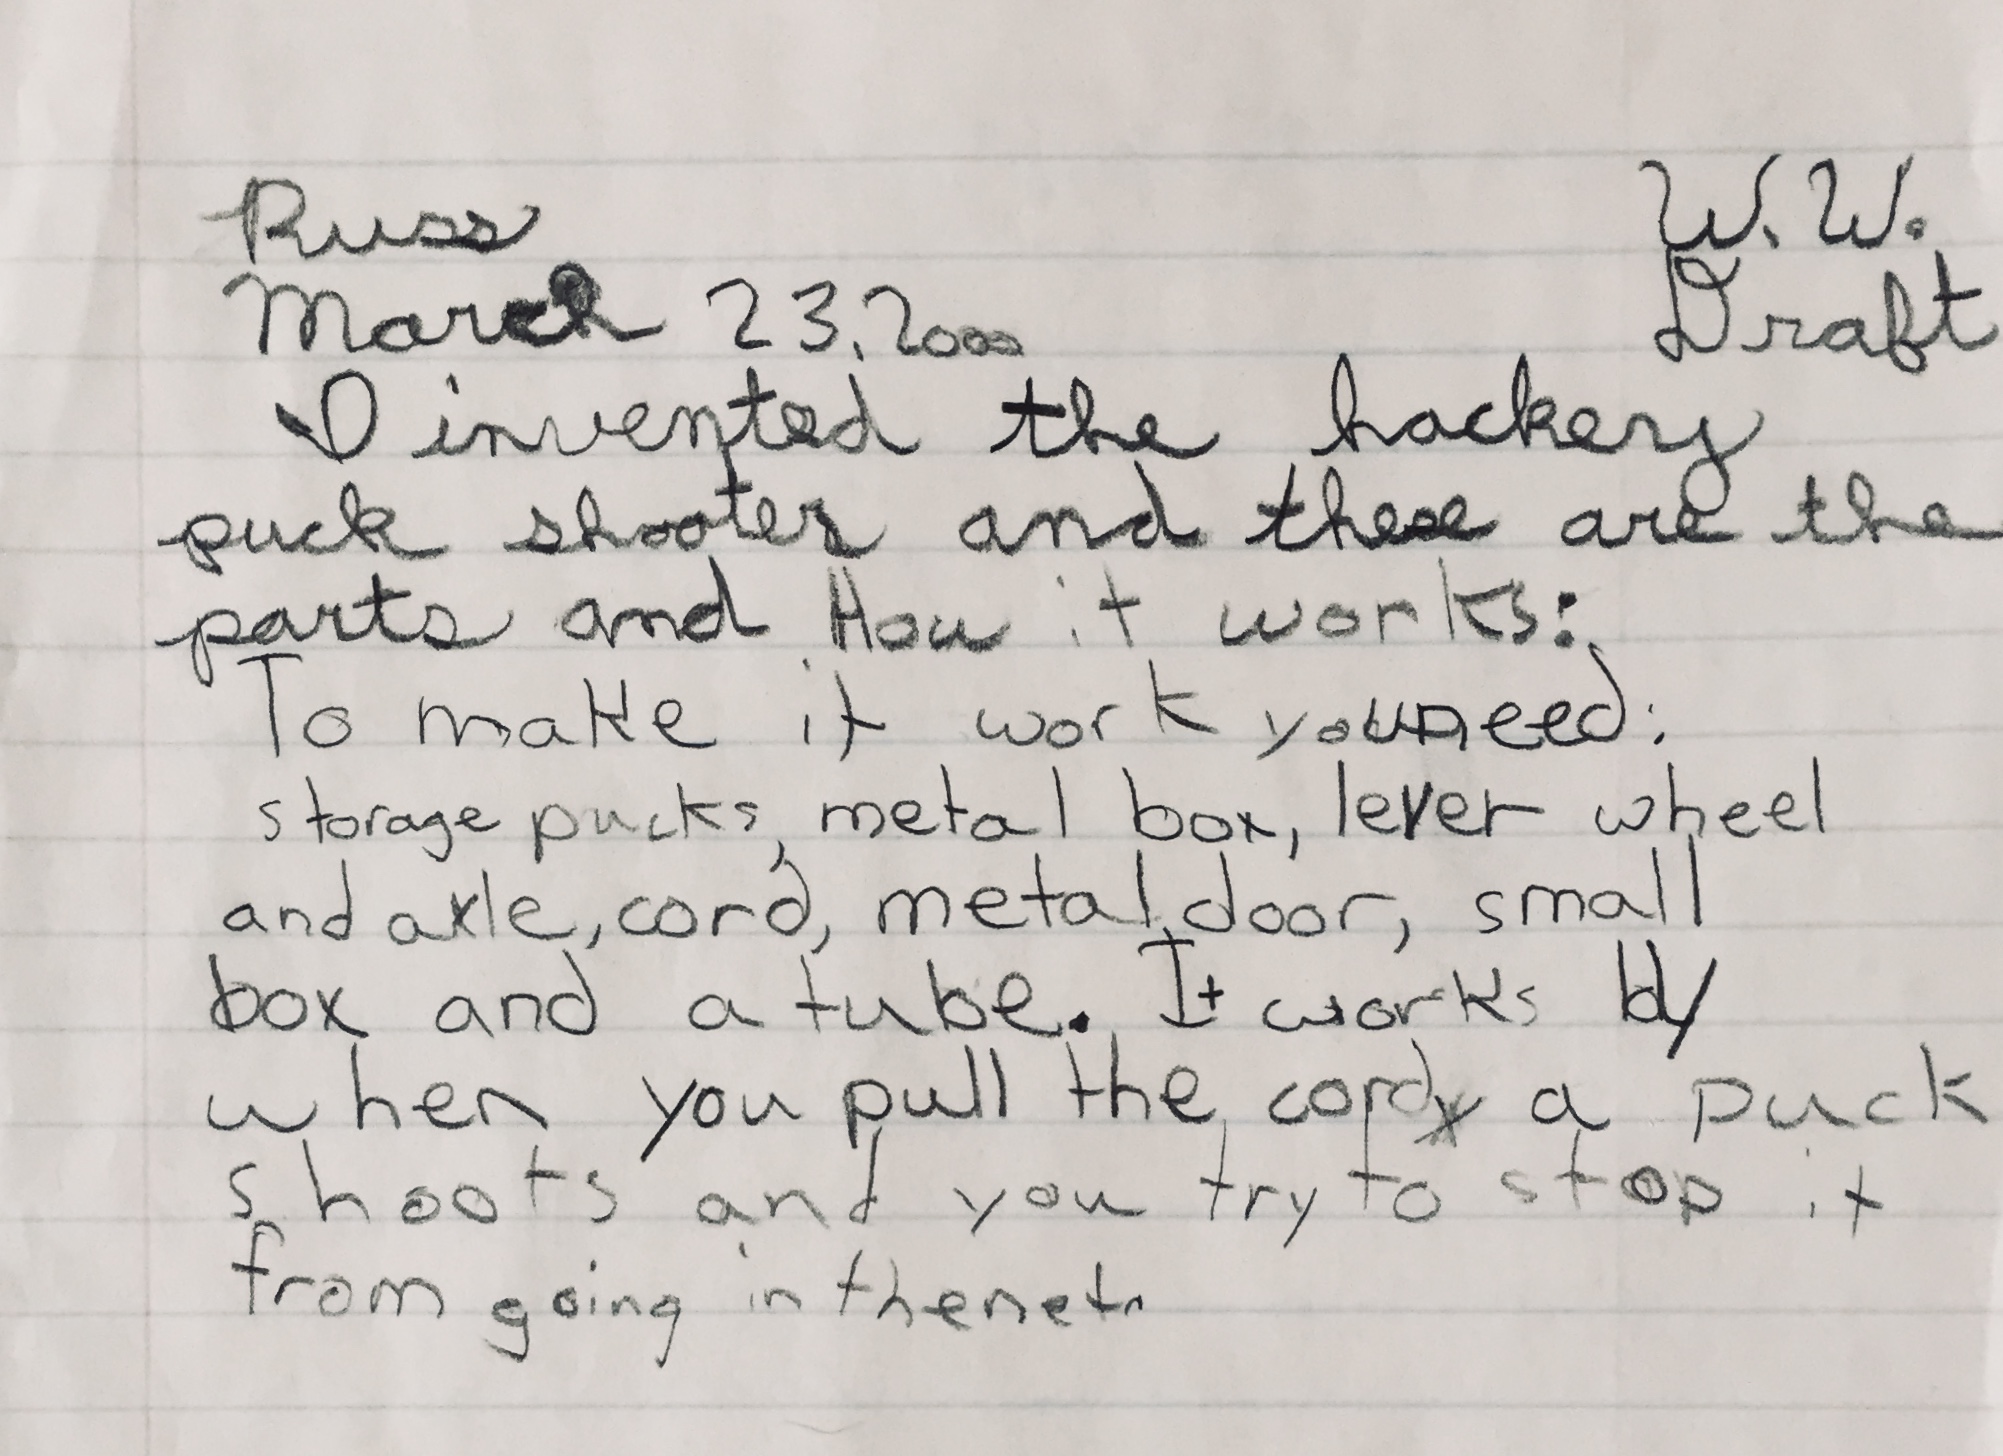 Russ W.W.
March 23, 2000 Draft
I invented the hockery
puck shooter and these are the
parts and How it works:
To make it work you need:
storage pucks, metal box, lever wheel
and axle, cord, metal door, small
box and a tube. It works by
when you pull the cord a puck
shoots and you try to stop it
from going in the net.